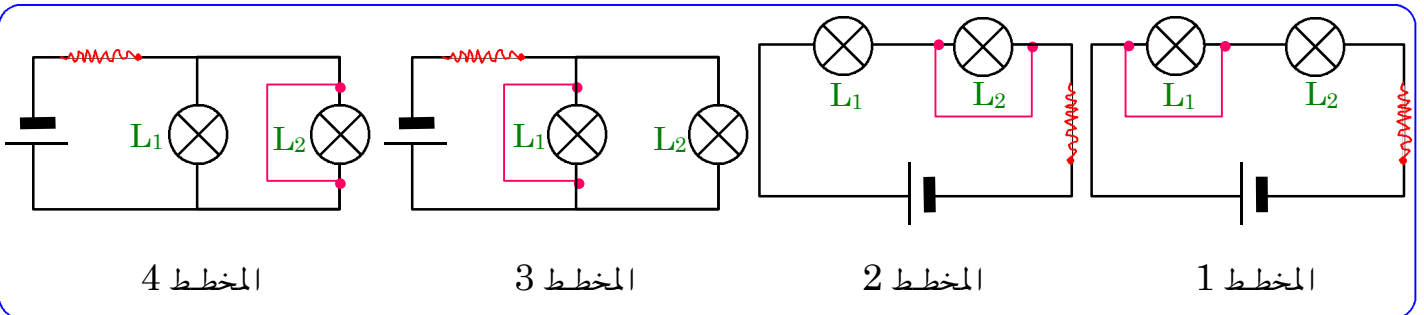 L₁ L₂ L₁ L₂ L₁ L₂ L₁ L₂
المخطط 1 المخطط 2 المخطط 3 المخطط 4